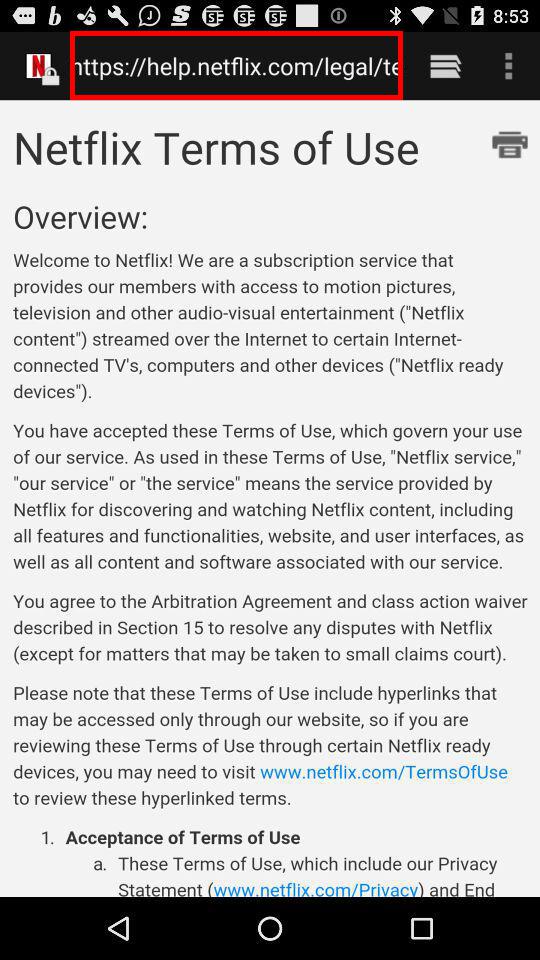 8:53
https://help.netflix.com/legal/te
Netflix Terms of Use
Overview:
Welcome to Netflix! We are a subscription service that
provides our members with access to motion pictures,
television and other audio-visual entertainment ("Netflix
content") streamed over the Internet to certain Internet-
connected TV's, computers and other devices ("Netflix ready
devices").
You have accepted these Terms of Use, which govern your use
of our service. As used in these Terms of Use, "Netflix service,"
"our service" or "the service" means the service provided by
Netflix for discovering and watching Netflix content, including
all features and functionalities, website, and user interfaces, as
well as all content and software associated with our service.
You agree to the Arbitration Agreement and class action waiver
described in Section 15 to resolve any disputes with Netflix
(except for matters that may be taken to small claims court).
Please note that these Terms of Use include hyperlinks that
may be accessed only through our website, so if you are
reviewing these Terms of Use through certain Netflix ready
devices, you may need to visit www.netflix.com/TermsOfUse
to review these hyperlinked terms.
1. Acceptance of Terms of Use
a. These Terms of Use, which include our Privacy
Statement (www.netflix.com/Privacy) and End